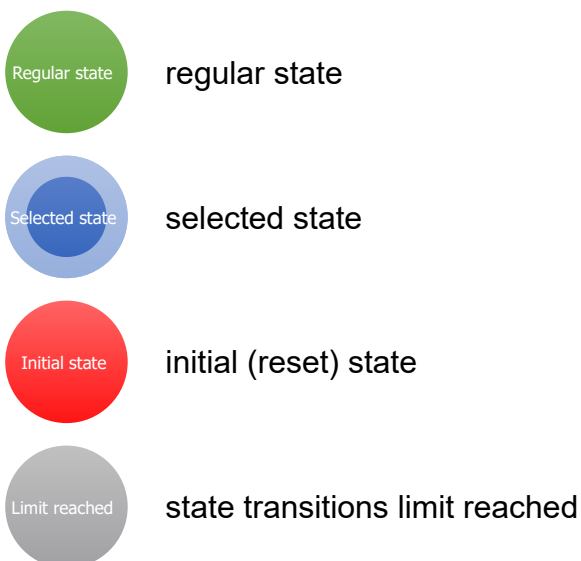 Regular state
regular state
Selected state
selected state
Initial state
initial (reset) state
Limit reached
state transitions limit reached